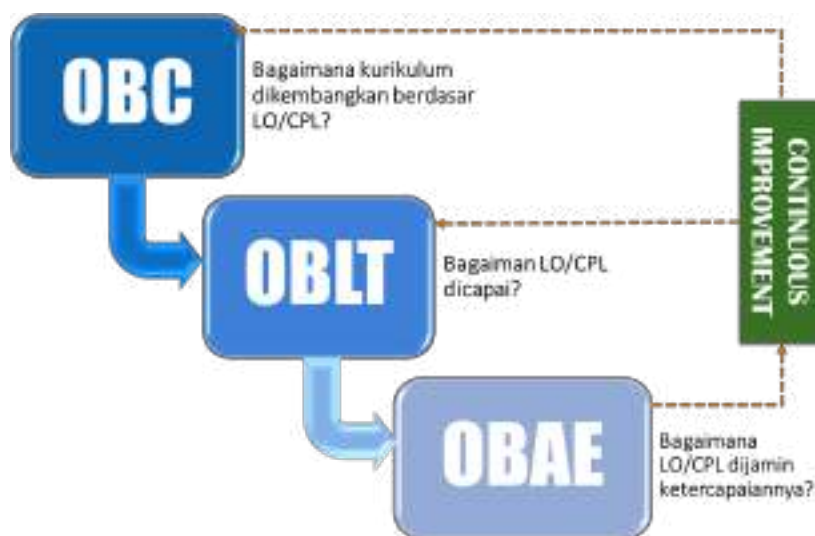 OBC
Bagaimana kurikulum
dikembangkan berdasar
LO/CPL?
OBLT
Bagaiman LO/CPL
dicapai?
OBAE
Bagaimana
LO/CPL dijamin
ketercapaiannya?
CONTINUOUS
IMPROVEMENT